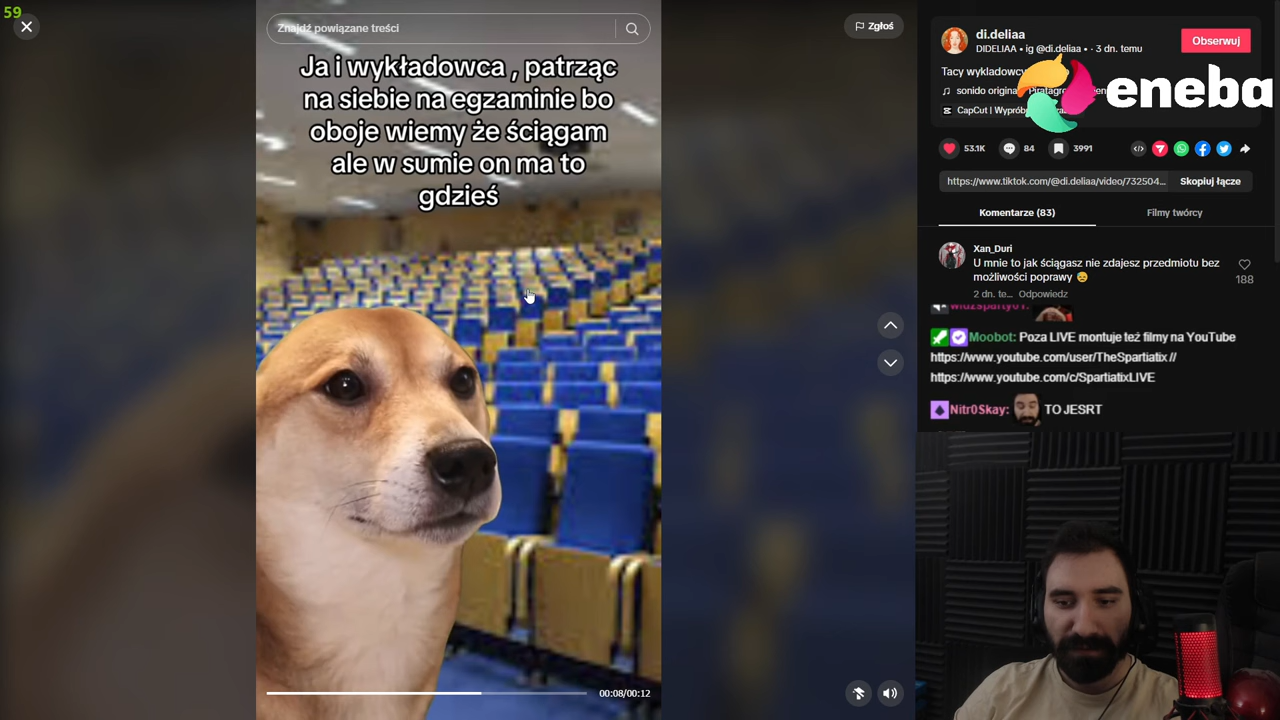 59
Znajdź powiązane treści
Ja i wykładowca , patrząc
na siebie na egzaminie bo
oboje wiemy że ściągam
ale w sumie on ma to
gdzieś
00:08/00:12
Zgłoś
di.deliaa
DIDELIAA • ig @di.deliaa • · 3 dn. temu
Obserwuj
Tacy wykladowcy
sonido origina
eneba
CapCut | Wypró
53.1K
84
3991
https://www.tiktok.com/@di.deliaa/video/732504...
Skopiuj łącze
Komentarze (83)
Filmy twórcy
Xan_Duri
U mnie to jak ściągasz nie zdajesz przedmiotu bez
możliwości poprawy 😔
188
2 dn. te... Odpowiedz
Moobot: Poza LIVE montuje też filmy na YouTube
https://www.youtube.com/user/TheSpartiatix //
https://www.youtube.com/c/SpartiatixLIVE
Nitr0Skay: TO JESRT